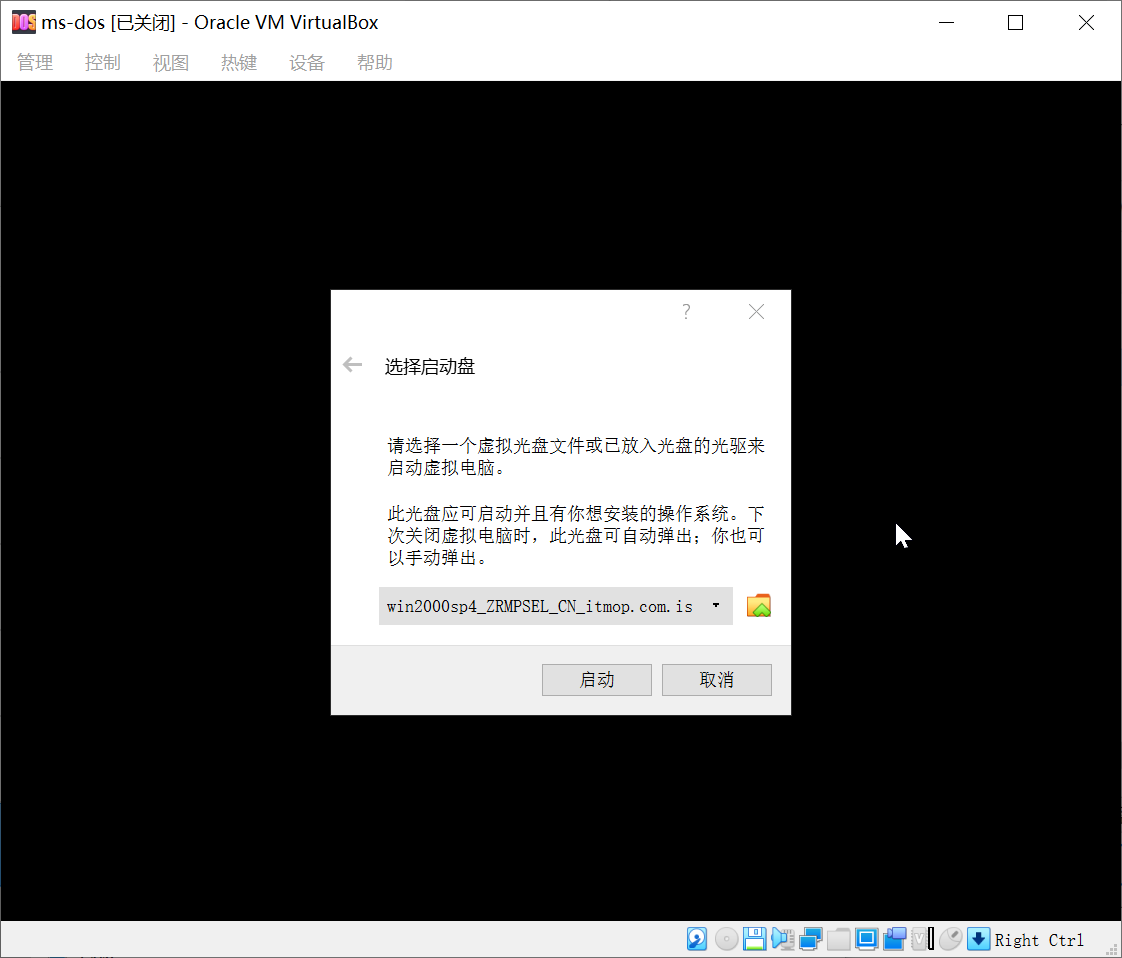 ms-dos [已关闭] - Oracle VM VirtualBox
管理 控制 视图 热键 设备 帮助
?
选择启动盘
请选择一个虚拟光盘文件或已放入光盘的光驱来
启动虚拟电脑。
此光盘应可启动并且有你想安装的操作系统。下
次关闭虚拟电脑时，此光盘可自动弹出；你也可
以手动弹出。
win2000sp4_ZRMPSEL_CN_itmop.com.is
启动 取消
Right Ctrl